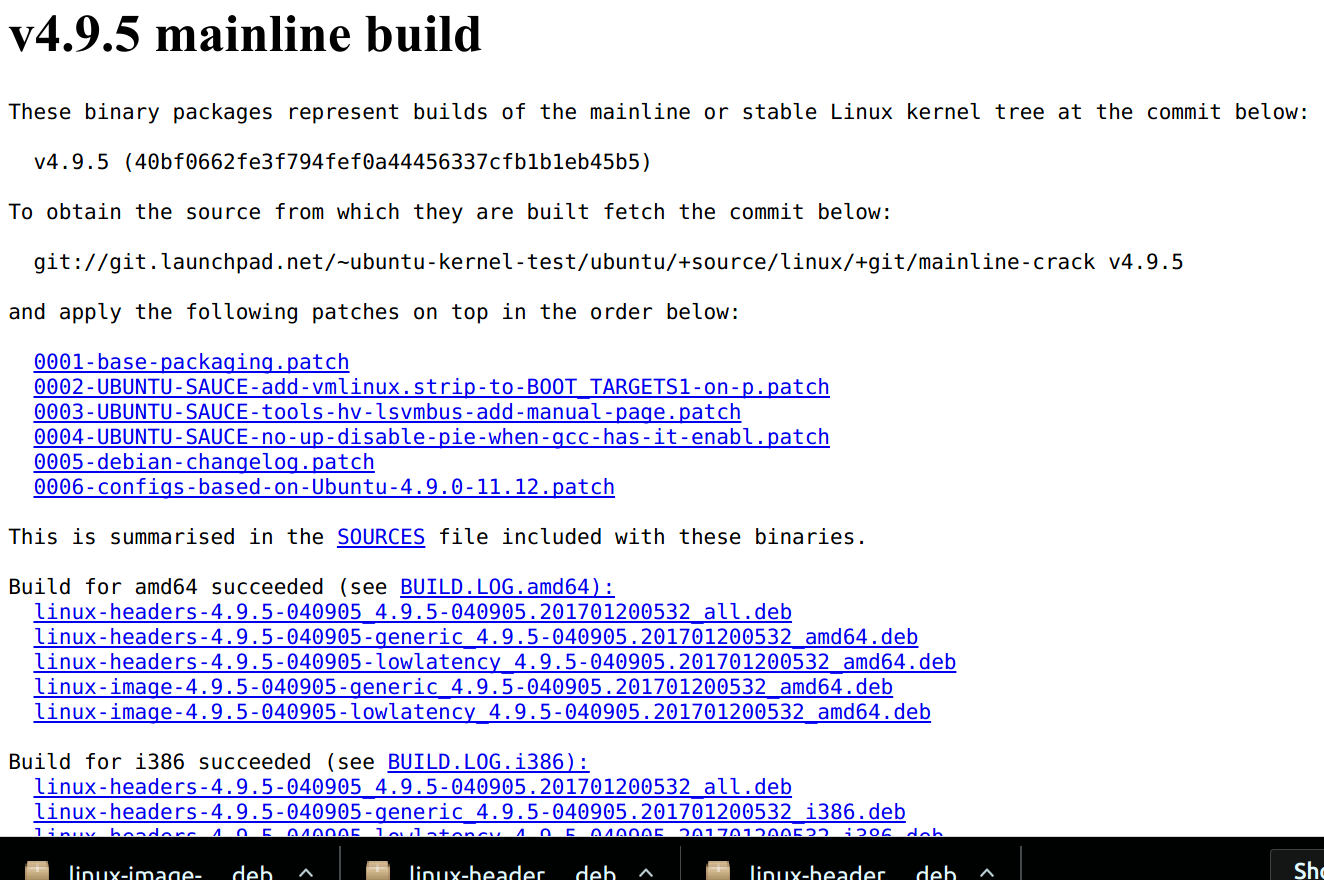 v4.9.5 mainline build
These binary packages represent builds of the mainline or stable Linux kernel tree at the commit below:
v4.9.5 (40bf0662fe3f794fef0a44456337cfb1b1eb45b5)
To obtain the source from which they are built fetch the commit below:
git://git.launchpad.net/~ubuntu-kernel-test/ubuntu/+source/linux/+git/mainline-crack v4.9.5
and apply the following patches on top in the order below:
0001-base-packaging.patch
0002-UBUNTU-SAUCE-add-vmlinux.strip-to-BOOT_TARGETS1-on-p.patch
0003-UBUNTU-SAUCE-tools-hv-lsvmbus-add-manual-page.patch
0004-UBUNTU-SAUCE-no-up-disable-pie-when-gcc-has-it-enabl.patch
0005-debian-changelog.patch
0006-configs-based-on-Ubuntu-4.9.0-11.12.patch
This is summarised in the SOURCES file included with these binaries.
Build for amd64 succeeded (see BUILD.LOG.amd64):
linux-headers-4.9.5-040905_4.9.5-040905.201701200532_all.deb
linux-headers-4.9.5-040905-generic_4.9.5-040905.201701200532_amd64.deb
linux-headers-4.9.5-040905-lowlatency_4.9.5-040905.201701200532_amd64.deb
linux-image-4.9.5-040905-generic_4.9.5-040905.201701200532_amd64.deb
linux-image-4.9.5-040905-lowlatency_4.9.5-040905.201701200532_amd64.deb
Build for i386 succeeded (see BUILD.LOG.i386):
linux-headers-4.9.5-040905_4.9.5-040905.201701200532_all.deb
linux-headers-4.9.5-040905-generic_4.9.5-040905.201701200532_i386.deb
linux-headers-4.9.5-040905-lowlatency_4.9.5-040905.201701200532_i386.deb
linux-image-....deb linux-header....deb linux-header....deb Sho